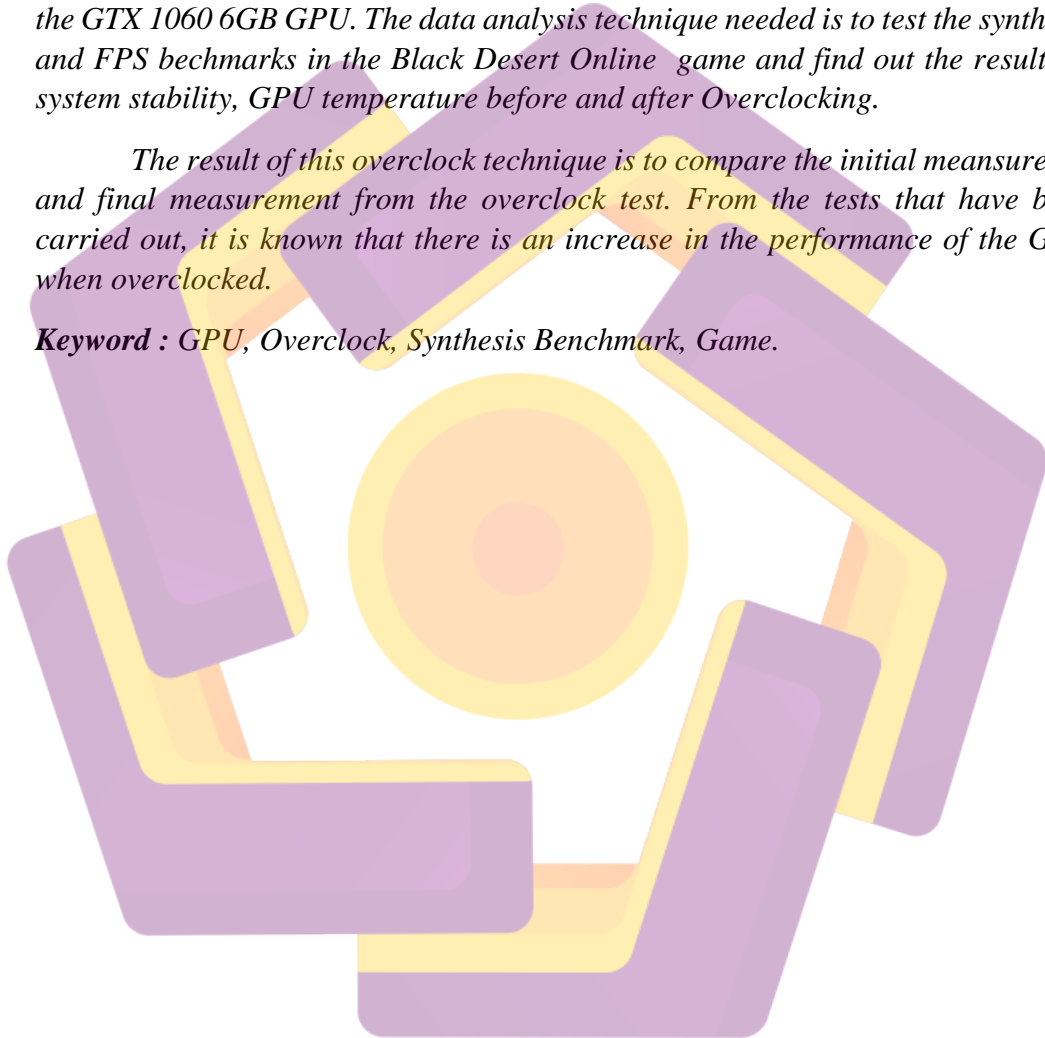 the GTX 1060 6GB GPU. The data analysis technique needed is to test the synth
and FPS bechmarks in the Black Desert Online game and find out the result
system stability, GPU temperature before and after Overclocking.
The result of this overclock technique is to compare the initial meansure
and final measurement from the overclock test. From the tests that have b
carried out, it is known that there is an increase in the performance of the G
when overclocked.
Keyword : GPU, Overclock, Synthesis Benchmark, Game.